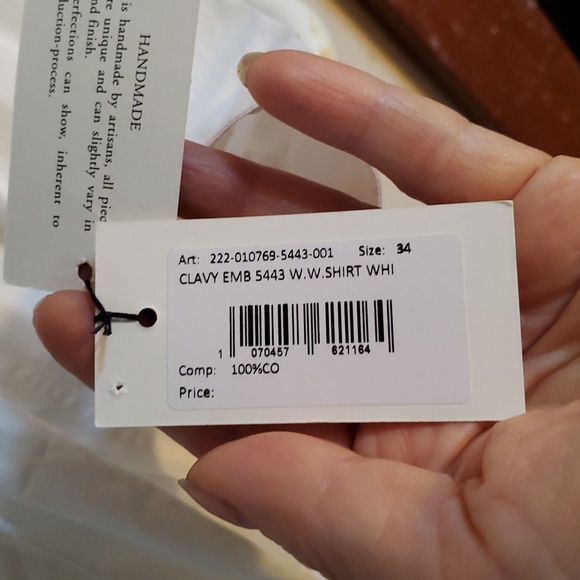 HANDMADE
is handmade by artisans, all piec
re unique and can slightly vary in
nd finish.
erfections can show, inherent to
duction-process.
Art: 222-010769-5443-001 Size: 34
CLAVY EMB 5443 W.W.SHIRT WHI
1 070457 621164
Comp: 100%CO
Price: